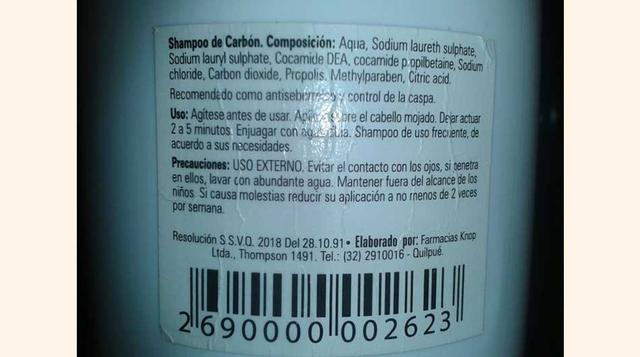 Shampoo de Carbón. Composición: Aqua, Sodium laureth sulphate,
Sodium lauryl sulphate, Cocamide DEA, cocamide propilbetaine, Sodium
chloride, Carbon dioxide, Propolis, Methylparaben, Citric acid.
Recomendado como antiseborreico y control de la caspa.
Uso: Agítese antes de usar. Aplicar sobre el cabello mojado. Dejar actuar
2 a 5 minutos. Enjuagar con agua tibia. Shampoo de uso frecuente, de
acuerdo a sus necesidades.
Precauciones: USO EXTERNO. Evitar el contacto con los ojos, si penetra
en ellos, lavar con abundante agua. Mantener fuera del alcance de los
niños. Si causa molestias reducir su aplicación a no menos de 2 veces
por semana.
Resolución S S.V.Q. 2018 Del 28.10.91 • Elaborado por: Farmacias Knop
Ltda., Thompson 1491. Tel.: (32) 2910016 - Quilpué.
2 690000 002623